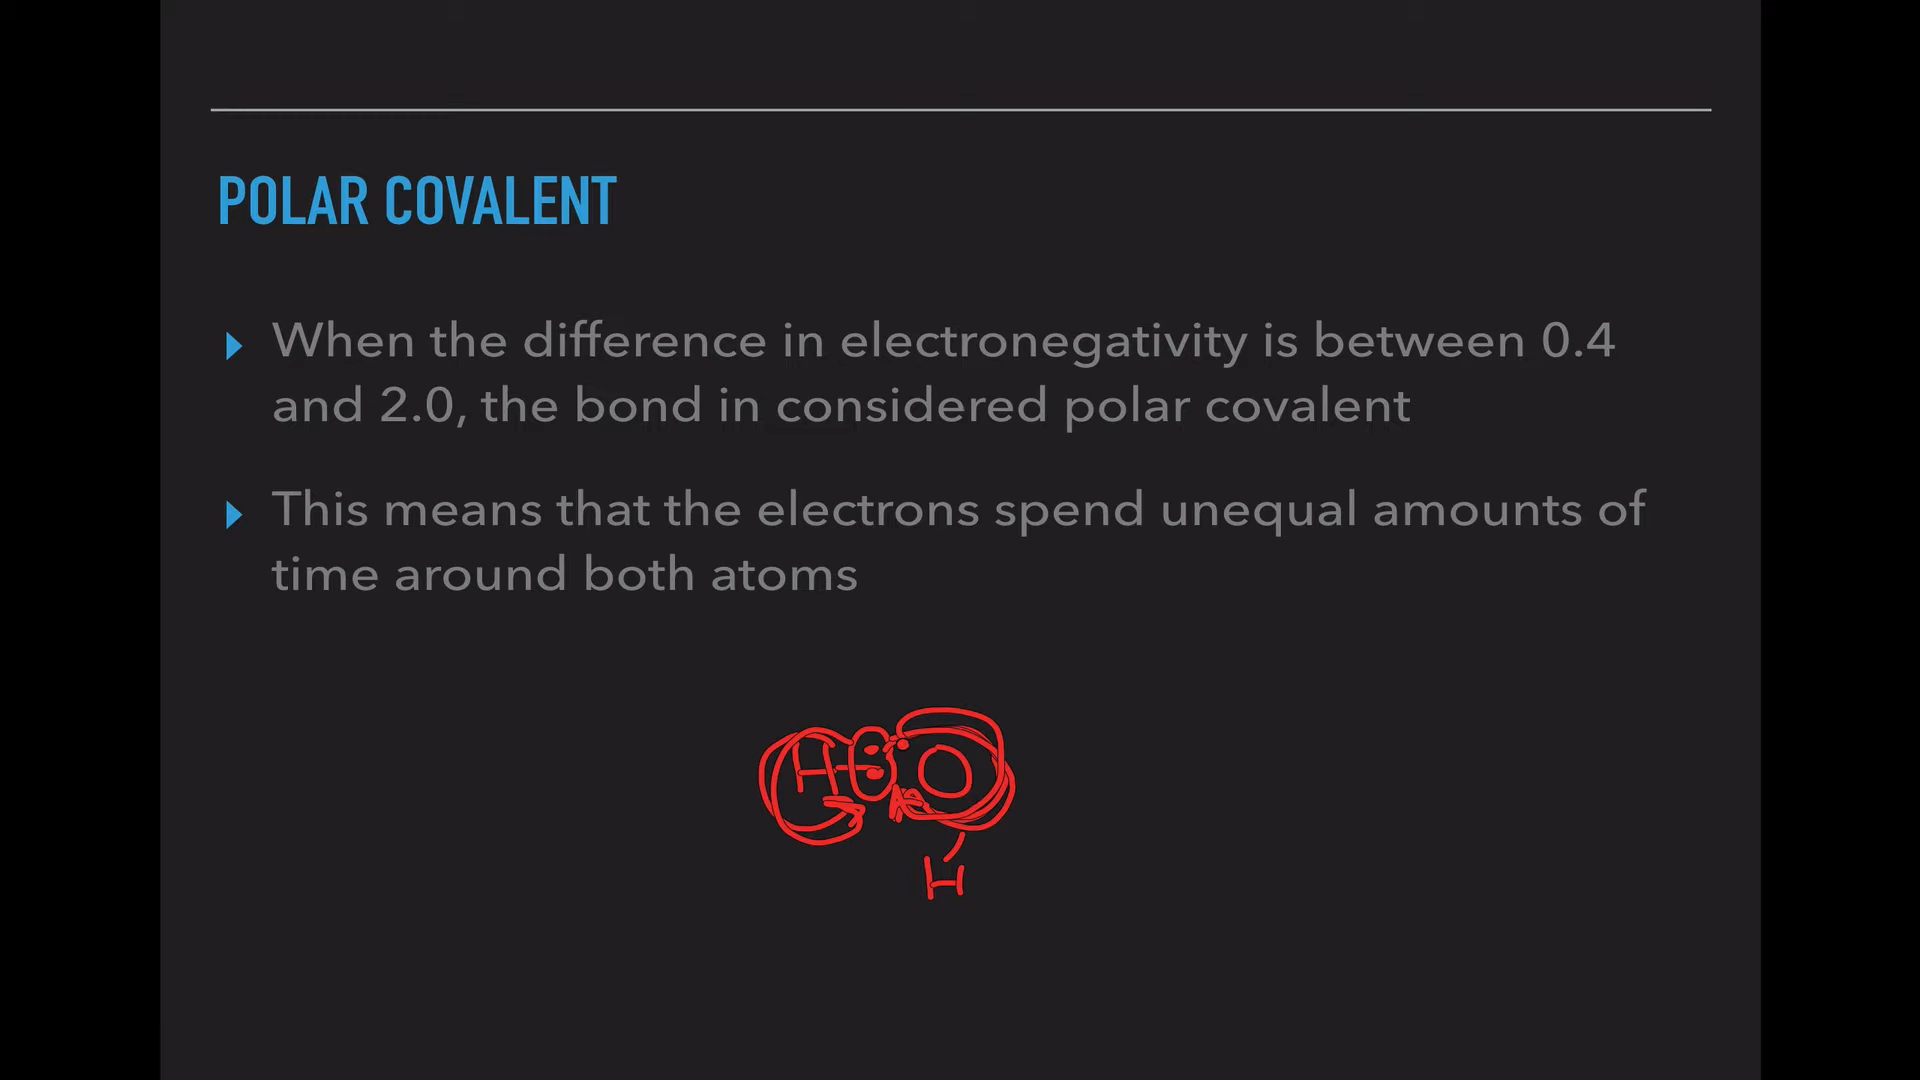 POLAR COVALENT
When the difference in electronegativity is between 0.4
and 2.0, the bond in considered polar covalent
This means that the electrons spend unequal amounts of
time around both atoms
H O
H